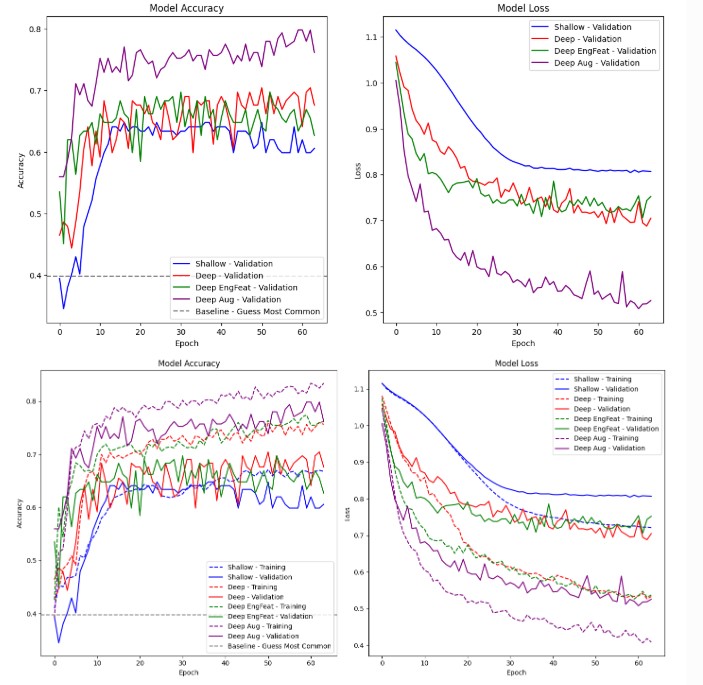 Model Accuracy
0.8
0.7
0.6
0.5
0.4
Accuracy
0
10
20
30
40
50
60
Epoch
Shallow - Validation
Deep - Validation
Deep EngFeat - Validation
Deep Aug - Validation
Baseline - Guess Most Common
Model Loss
1.1
1.0
0.9
0.8
0.7
0.6
0.5
Loss
0
10
20
30
40
50
60
Epoch
Shallow - Validation
Deep - Validation
Deep EngFeat - Validation
Deep Aug - Validation
Model Accuracy
0.8
0.7
0.6
0.5
0.4
Accuracy
0
10
20
30
40
50
60
Epoch
Shallow - Training
Shallow - Validation
Deep - Training
Deep - Validation
Deep EngFeat - Training
Deep EngFeat - Validation
Deep Aug - Training
Deep Aug - Validation
Baseline - Guess Most Common
Model Loss
1.1
1.0
0.9
0.8
0.7
0.6
0.5
0.4
Loss
0
10
20
30
40
50
60
Epoch
Shallow - Training
Shallow - Validation
Deep - Training
Deep - Validation
Deep EngFeat - Training
Deep EngFeat - Validation
Deep Aug - Training
Deep Aug - Validation